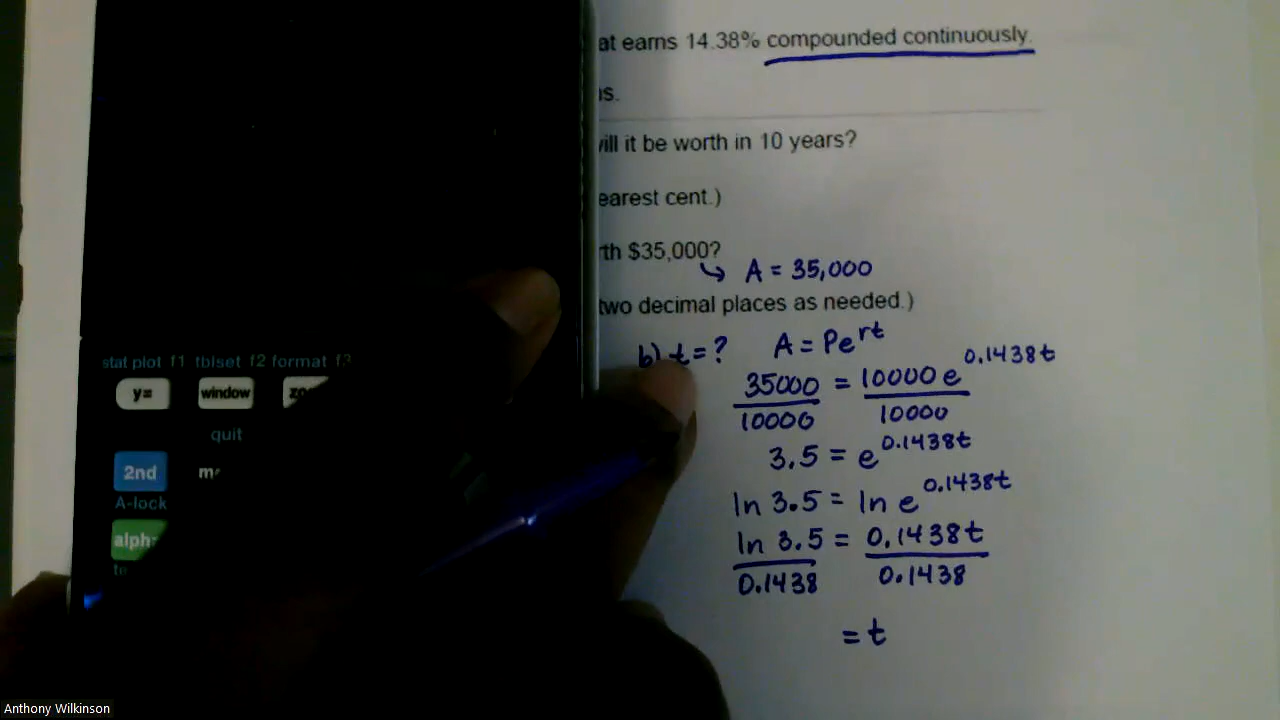 at earns 14.38% compounded continuously.
will it be worth in 10 years?
earest cent.)
rth $35,000?
↳ A = 35,000
two decimal places as needed.)
b) t = ? A = Pe^rt
35000/10000 = 10000e^0.1438t/10000
3.5 = e^0.1438t
ln 3.5 = ln e^0.1438t
ln 3.5/0.1438 = 0.1438t/0.1438
= t
stat plot f1 tblset f2 format f3
y= window
quit
2nd
A-lock
alpha
Anthony Wilkinson